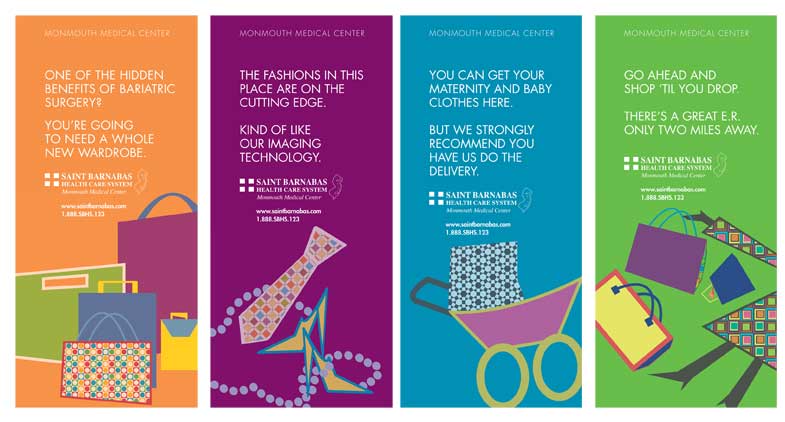 MONMOUTH MEDICAL CENTER
ONE OF THE HIDDEN
BENEFITS OF BARIATRIC
SURGERY?
YOU'RE GOING
TO NEED A WHOLE
NEW WARDROBE.
SAINT BARNABAS
HEALTH CARE SYSTEM
Monmouth Medical Center
www.saintbarnabas.com
1.888.SBHS.123
MONMOUTH MEDICAL CENTER
THE FASHIONS IN THIS
PLACE ARE ON THE
CUTTING EDGE.
KIND OF LIKE
OUR IMAGING
TECHNOLOGY.
SAINT BARNABAS
HEALTH CARE SYSTEM
Monmouth Medical Center
www.saintbarnabas.com
1.888.SBHS.123
MONMOUTH MEDICAL CENTER
YOU CAN GET YOUR
MATERNITY AND BABY
CLOTHES HERE.
BUT WE STRONGLY
RECOMMEND YOU
HAVE US DO THE
DELIVERY.
SAINT BARNABAS
HEALTH CARE SYSTEM
Monmouth Medical Center
www.saintbarnabas.com
1.888.SBHS.123
MONMOUTH MEDICAL CENTER
GO AHEAD AND
SHOP 'TIL YOU DROP.
THERE'S A GREAT E.R.
ONLY TWO MILES AWAY.
SAINT BARNABAS
HEALTH CARE SYSTEM
Monmouth Medical Center
www.saintbarnabas.com
1.888.SBHS.123